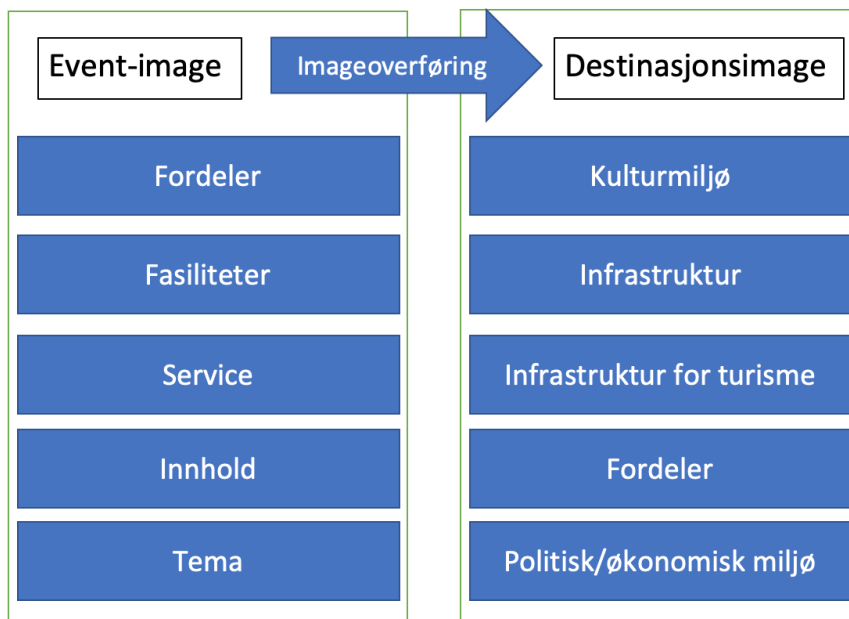 Event-image
Imageoverføring
Destinasjonsimage
Fordeler
Kulturmiljø
Fasiliteter
Infrastruktur
Service
Infrastruktur for turisme
Innhold
Fordeler
Tema
Politisk/økonomisk miljø